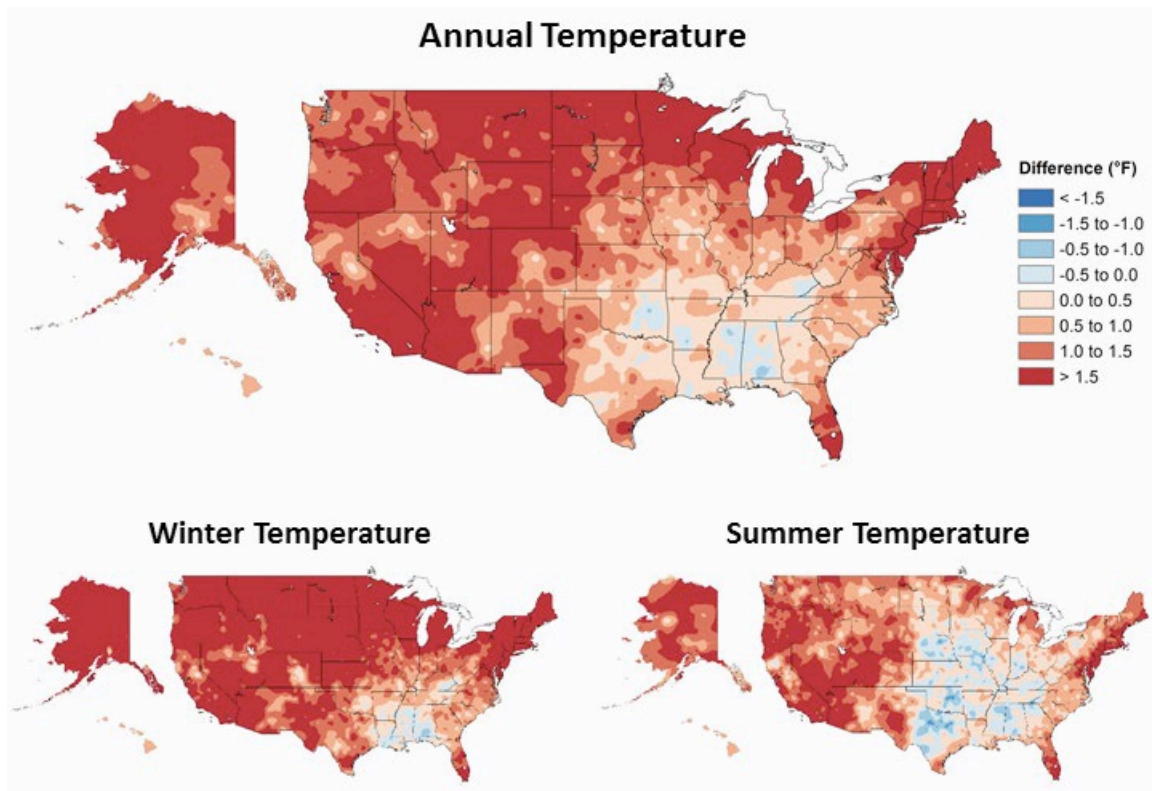 Annual Temperature
Difference (°F)
< -1.5
-1.5 to -1.0
-0.5 to -1.0
-0.5 to 0.0
0.0 to 0.5
0.5 to 1.0
1.0 to 1.5
> 1.5
Winter Temperature
Summer Temperature